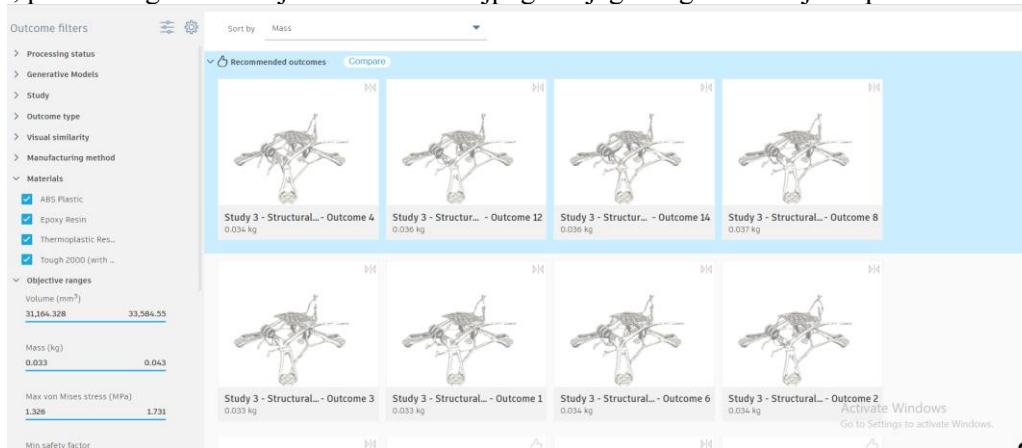 Outcome filters
Sort by Mass
> Processing status
> Generative Models
> Study
> Outcome type
> Visual similarity
> Manufacturing method
Materials
ABS Plastic
Epoxy Resin
Thermoplastic Res...
Tough 2000 (with ...
Objective ranges
Volume (mm³)
31,164.328 33,584.55
Mass (kg)
0.033 0.043
Max von Mises stress (MPa)
1.326 1.731
Min safety factor
Recommended outcomes Compare
Study 3 - Structural... - Outcome 4
0.034 kg
Study 3 - Structur... - Outcome 12
0.036 kg
Study 3 - Structur... - Outcome 14
0.036 kg
Study 3 - Structural... - Outcome 8
0.037 kg
Study 3 - Structural... - Outcome 3
0.033 kg
Study 3 - Structural... - Outcome 1
0.033 kg
Study 3 - Structural... - Outcome 6
0.034 kg
Study 3 - Structural... - Outcome 2
0.034 kg
Activate Windows
Go to Settings to activate Windows.